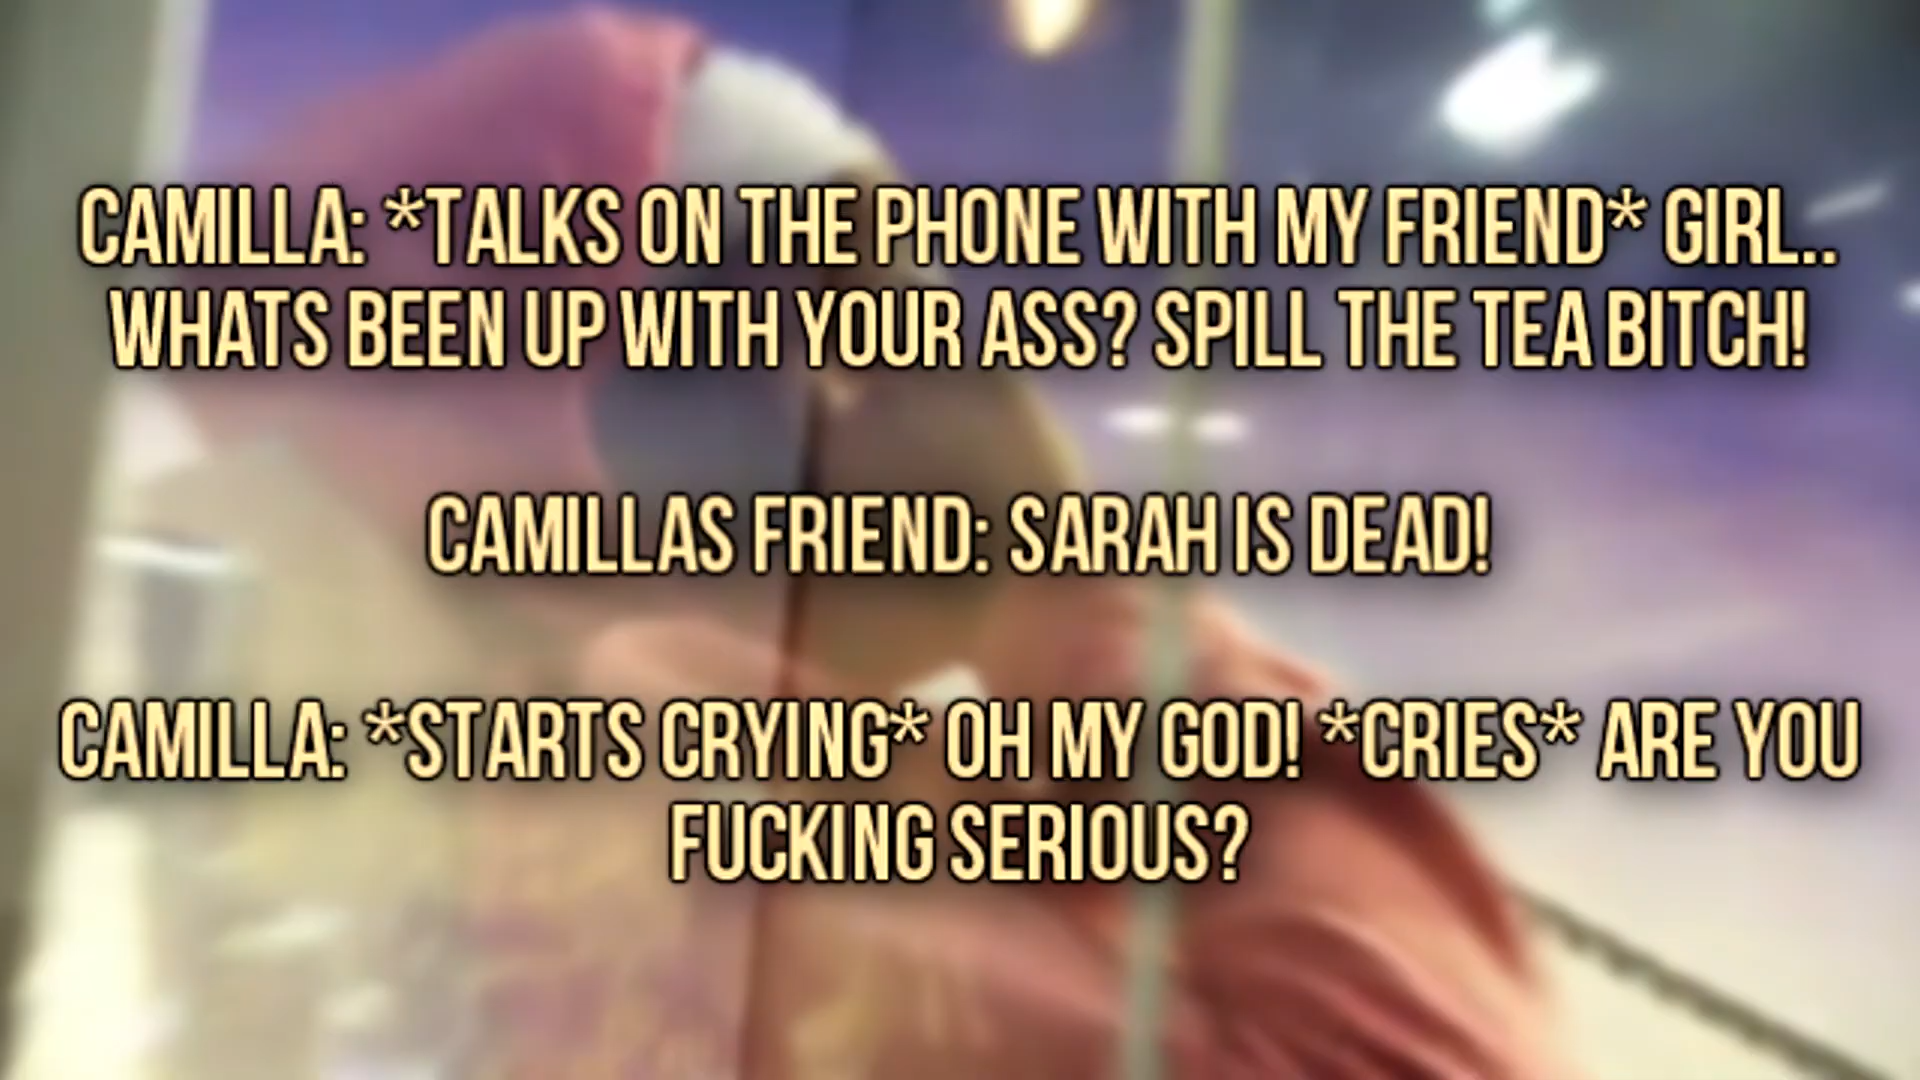 CAMILLA: *TALKS ON THE PHONE WITH MY FRIEND* GIRL..
WHATS BEEN UP WITH YOUR ASS? SPILL THE TEA BITCH!
CAMILLAS FRIEND: SARAH IS DEAD!
CAMILLA: *STARTS CRYING* OH MY GOD! *CRIES* ARE YOU
FUCKING SERIOUS?